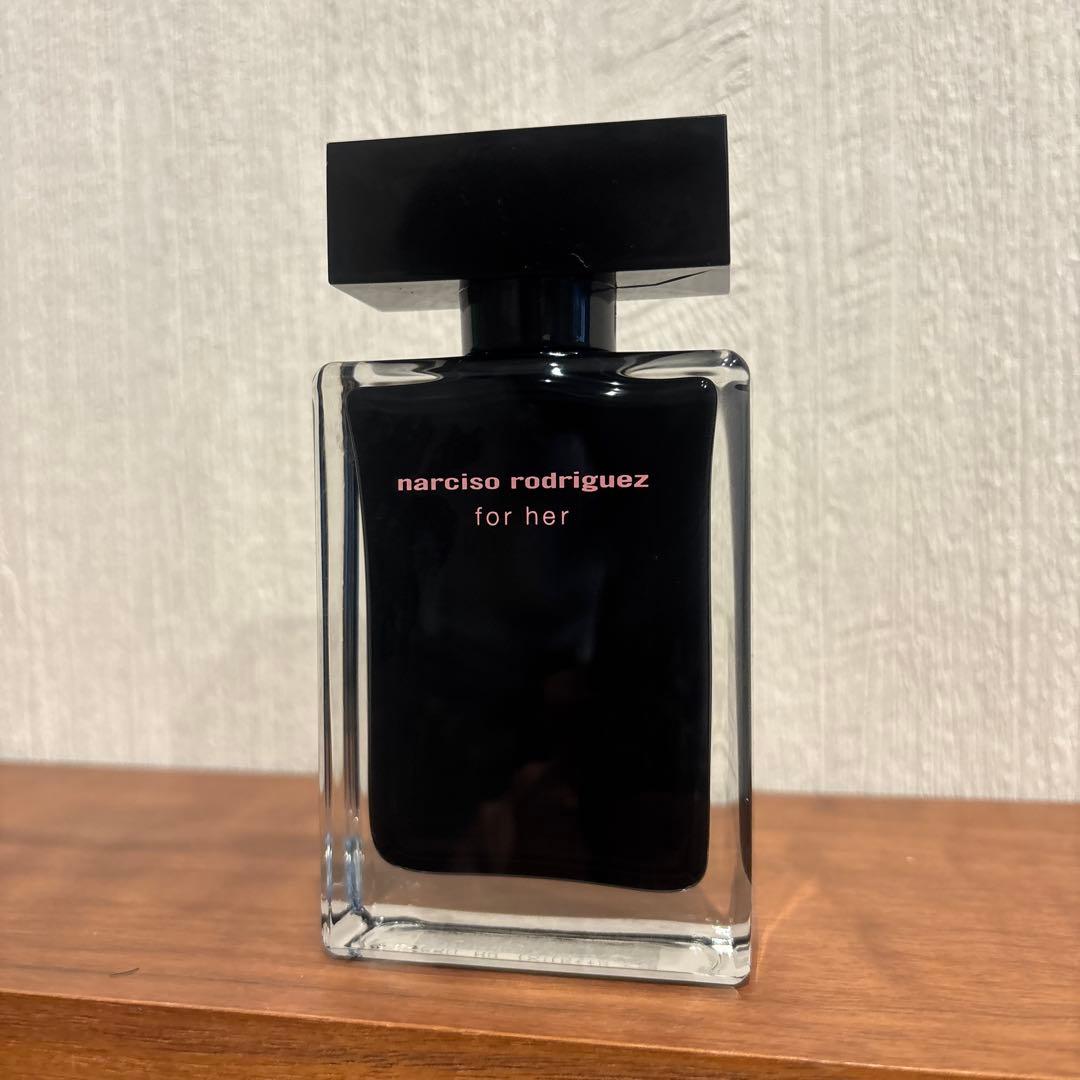 narciso rodriguez
for her